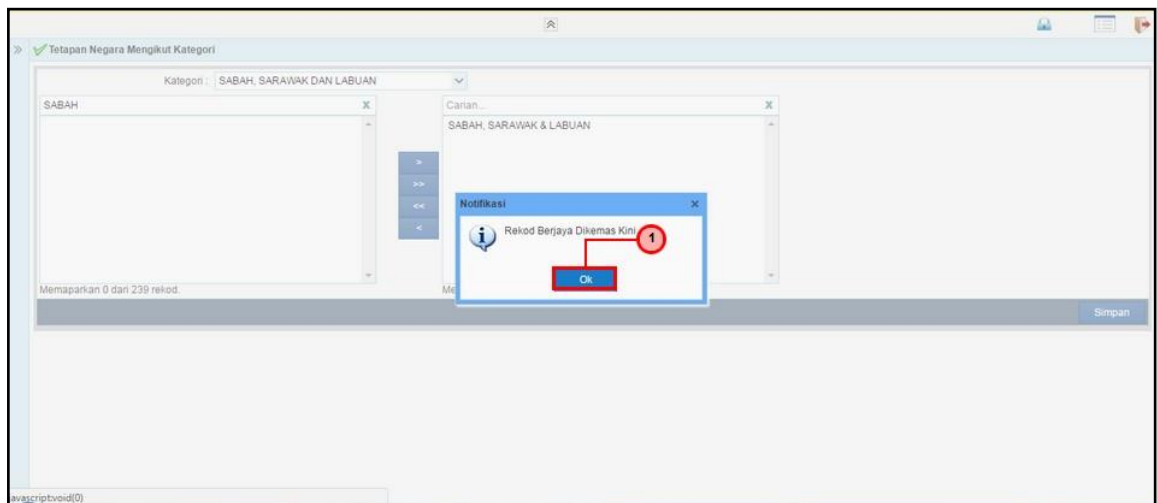 Tetapan Negara Mengikut Kategori
Kategori : SABAH, SARAWAK DAN LABUAN
SABAH X Carian... X
SABAH, SARAWAK & LABUAN
>
>>
<<
<
Notifikasi x
Rekod Berjaya Dikemas Kini
1
Ok
Memaparkan 0 dari 239 rekod. Me
Simpan
avascript:void(0)